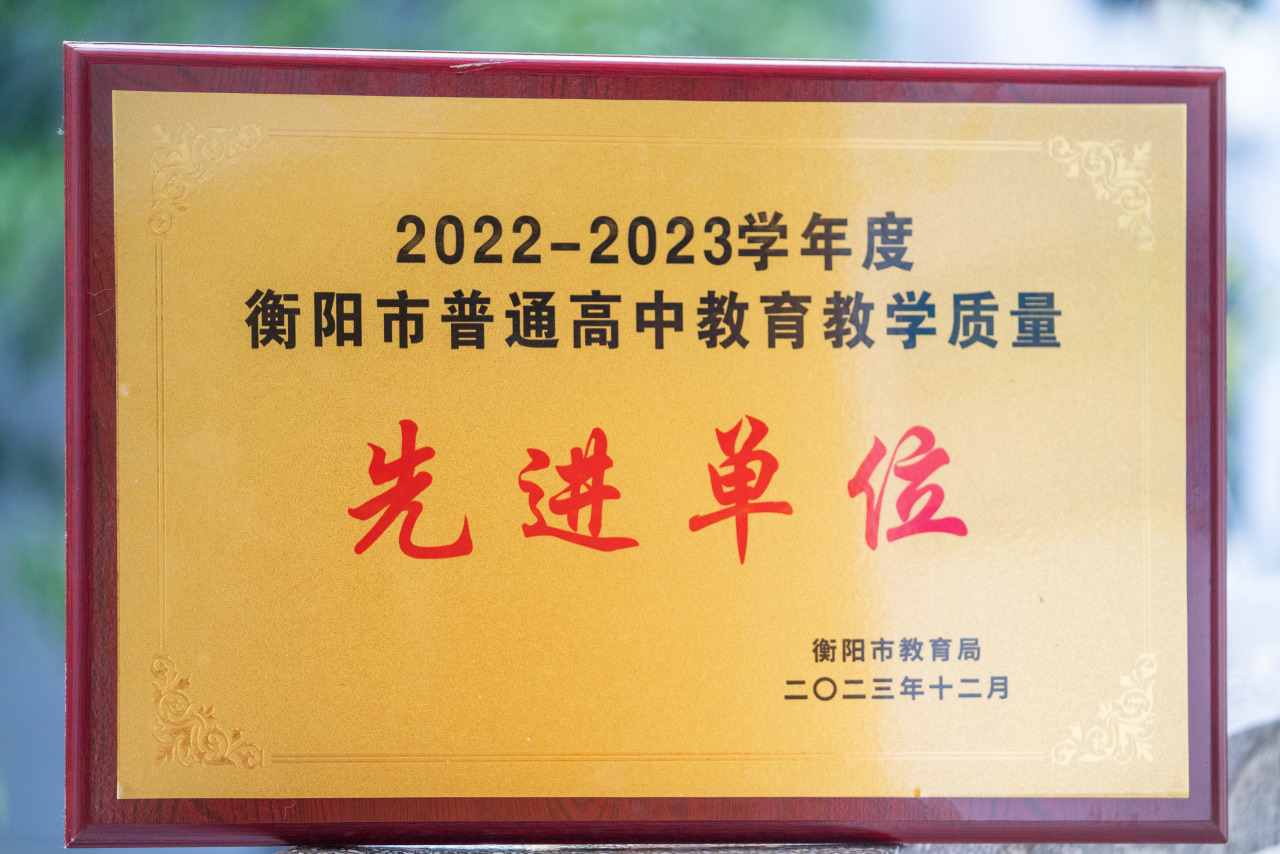 2022-2023学年度
衡阳市普通高中教育教学质量
先进单位
衡阳市教育局
二〇二三年十二月